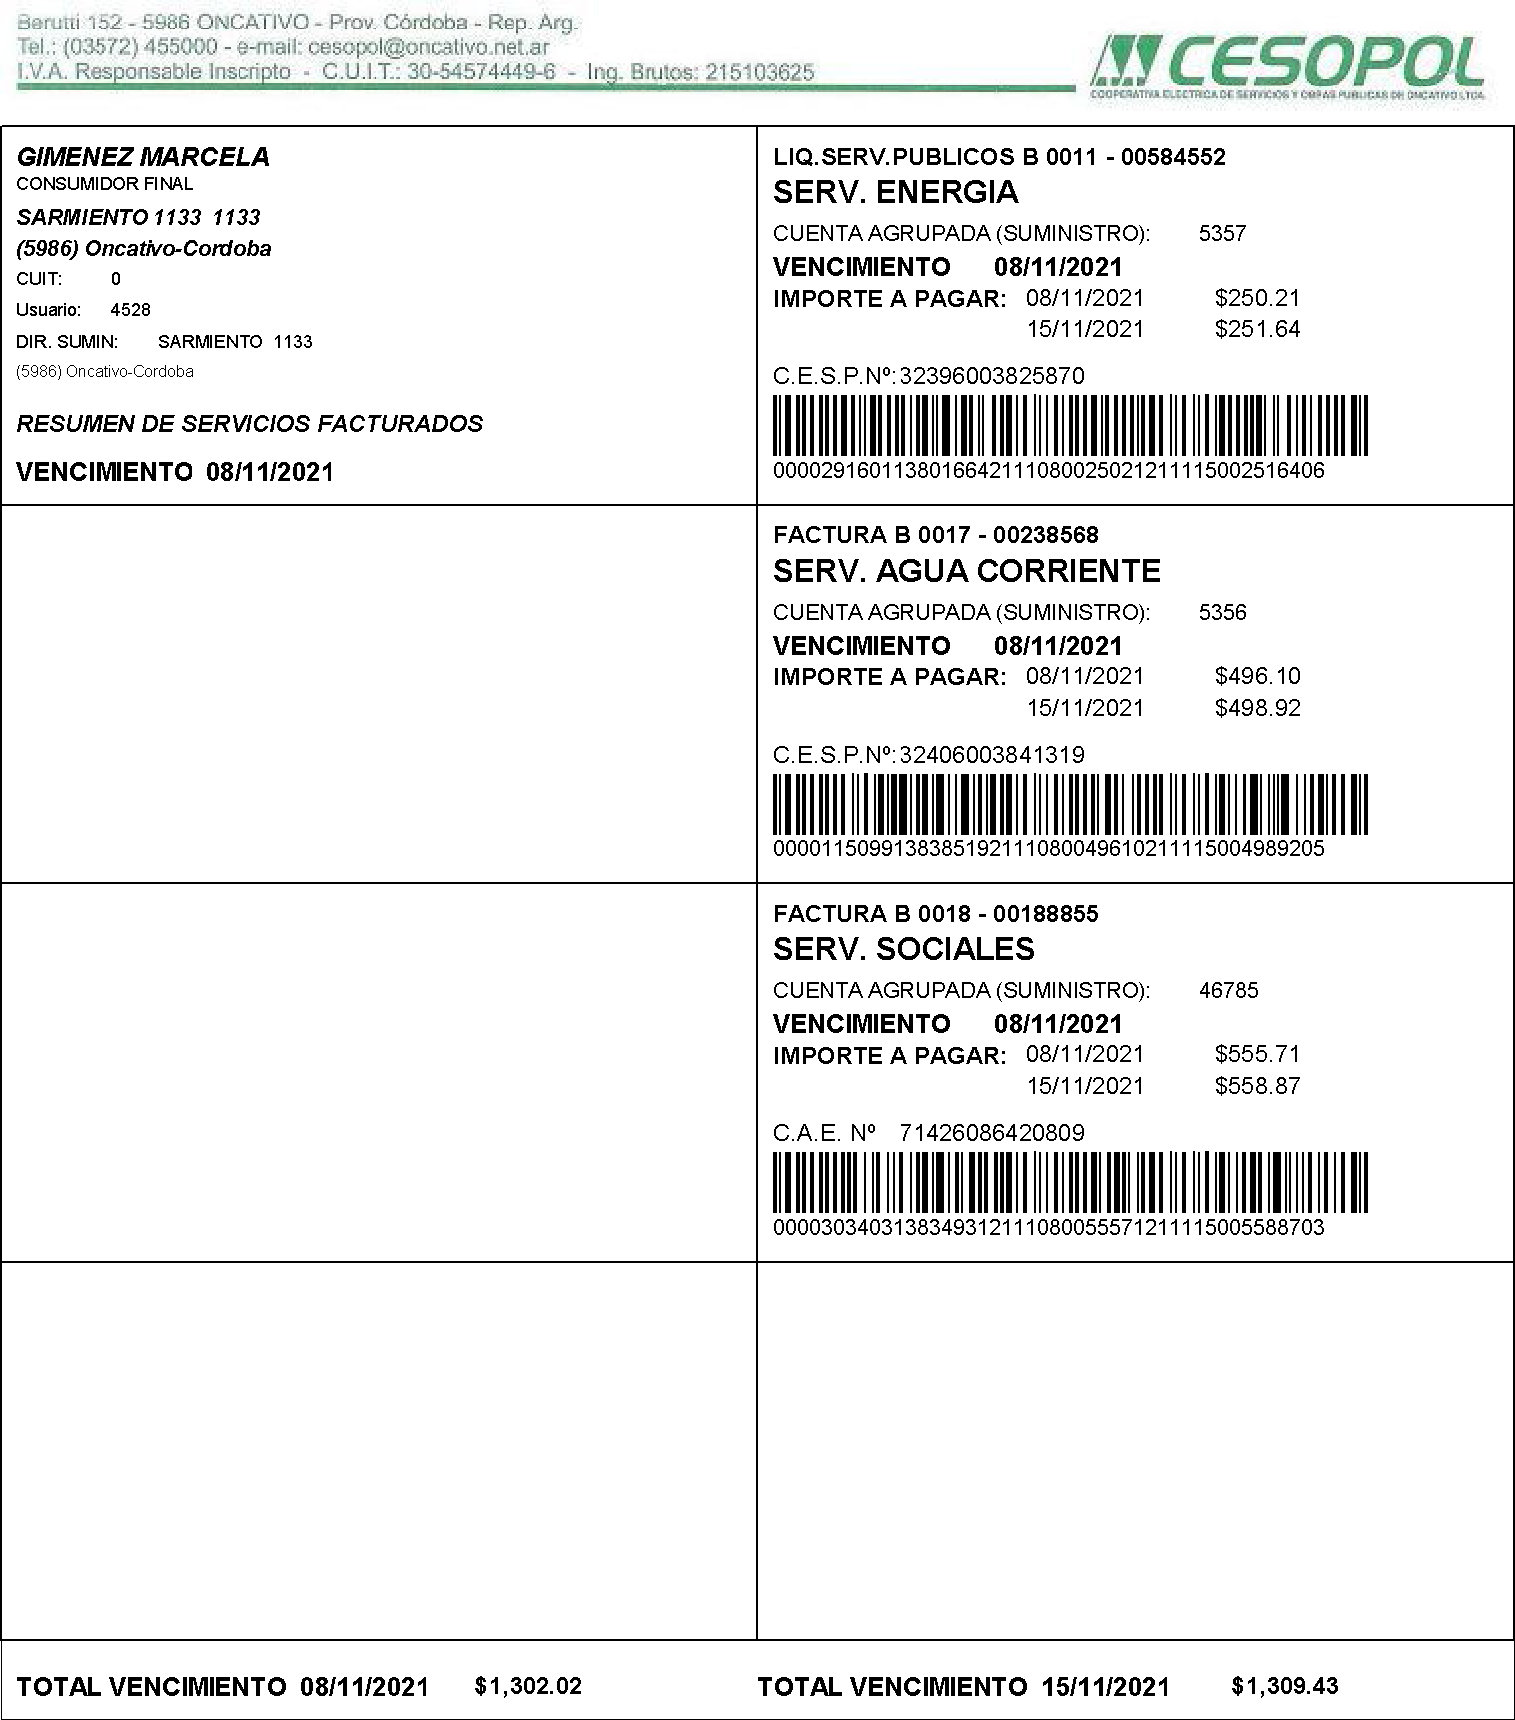 Berutti 152 - 5986 ONCATIVO - Prov. Córdoba - Rep. Arg.
Tel.: (03572) 455000 - e-mail: cesopol@oncativo.net.ar
I.V.A. Responsable Inscripto - C.U.I.T.: 30-54574449-6 - Ing. Brutos: 215103625
CESOPOL
COOPERATIVA ELECTRICA DE SERVICIOS Y OBRAS PUBLICAS DE ONCATIVO LTDA.
GIMENEZ MARCELA
CONSUMIDOR FINAL
SARMIENTO 1133 1133
(5986) Oncativo-Cordoba
CUIT: 0
Usuario: 4528
DIR. SUMIN: SARMIENTO 1133
(5986) Oncativo-Cordoba
RESUMEN DE SERVICIOS FACTURADOS
VENCIMIENTO 08/11/2021
LIQ.SERV.PUBLICOS B 0011 - 00584552
SERV. ENERGIA
CUENTA AGRUPADA (SUMINISTRO): 5357
VENCIMIENTO 08/11/2021
IMPORTE A PAGAR: 08/11/2021 $250.21
15/11/2021 $251.64
C.E.S.P.Nº: 32396003825870
0000291601138016642111080025021211115002516406
FACTURA B 0017 - 00238568
SERV. AGUA CORRIENTE
CUENTA AGRUPADA (SUMINISTRO): 5356
VENCIMIENTO 08/11/2021
IMPORTE A PAGAR: 08/11/2021 $496.10
15/11/2021 $498.92
C.E.S.P.Nº: 32406003841319
0000115099138385192111080049610211115004989205
FACTURA B 0018 - 00188855
SERV. SOCIALES
CUENTA AGRUPADA (SUMINISTRO): 46785
VENCIMIENTO 08/11/2021
IMPORTE A PAGAR: 08/11/2021 $555.71
15/11/2021 $558.87
C.A.E. Nº 71426086420809
0000303403138349312111080055571211115005588703
TOTAL VENCIMIENTO 08/11/2021 $1,302.02
TOTAL VENCIMIENTO 15/11/2021 $1,309.43